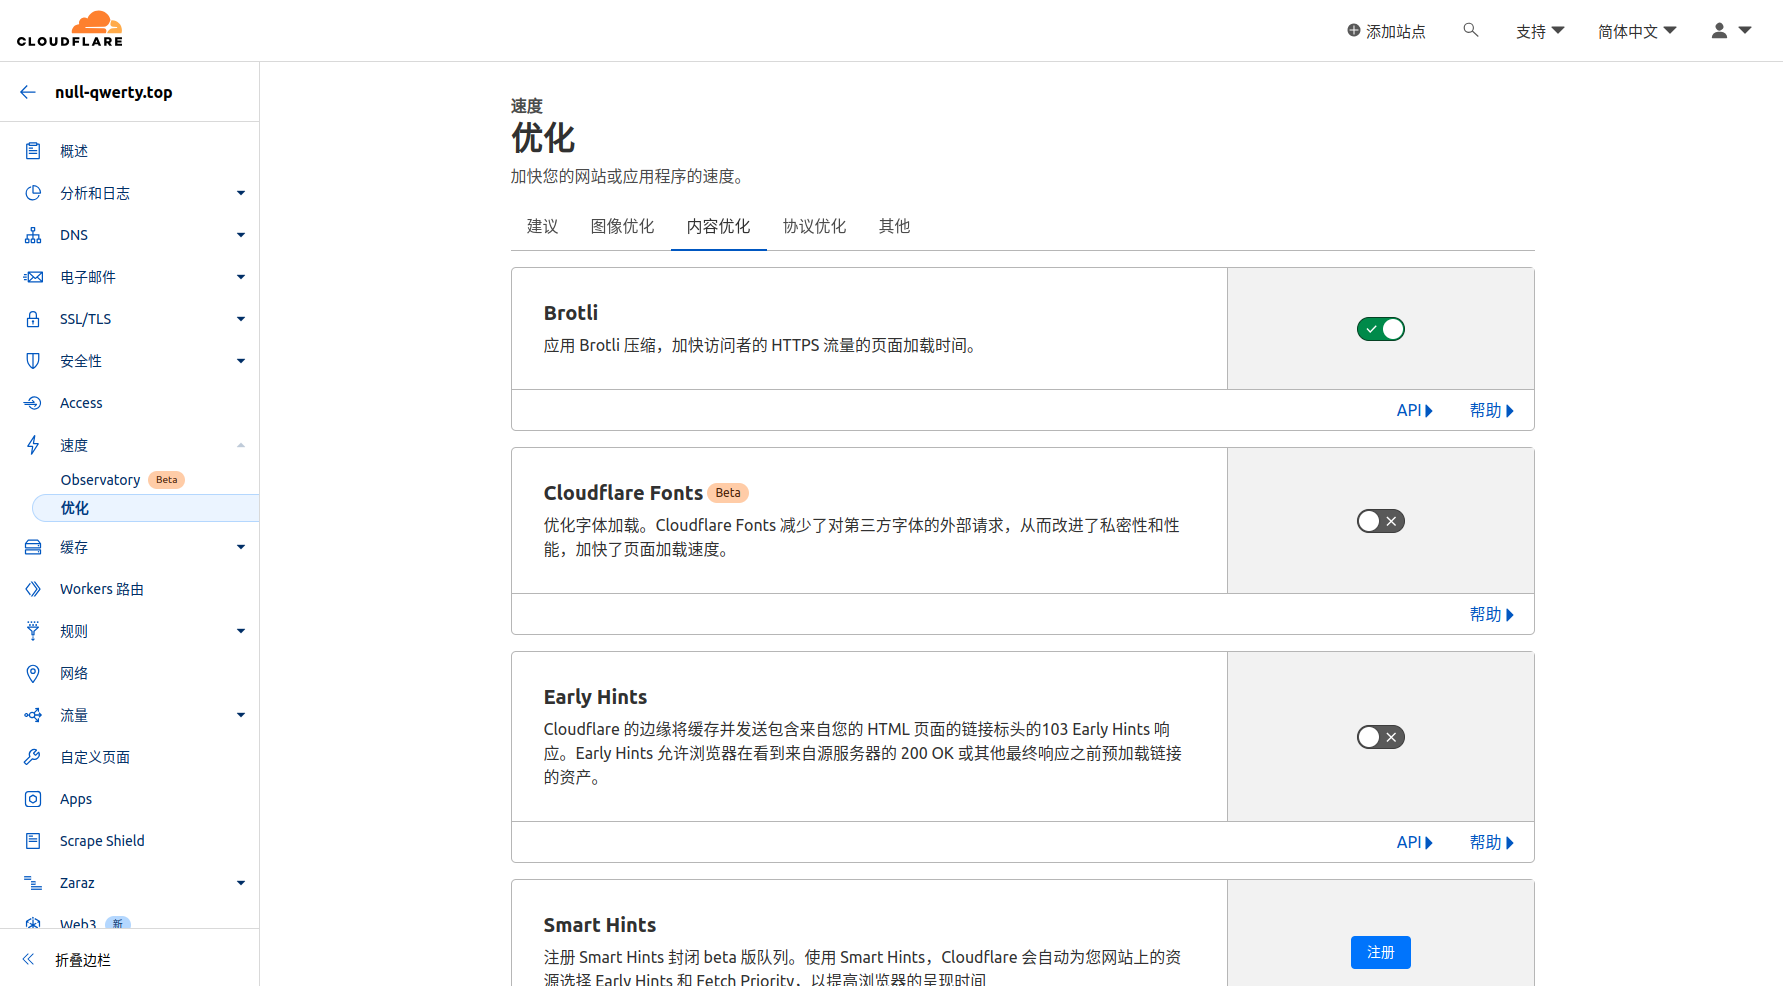 CLOUDFLARE
添加站点
支持
简体中文
null-qwerty.top
概述
分析和日志
DNS
电子邮件
SSL/TLS
安全性
Access
速度
Observatory Beta
优化
缓存
Workers 路由
规则
网络
流量
自定义页面
Apps
Scrape Shield
Zaraz
Web3 新
折叠边栏
速度
优化
加快您的网站或应用程序的速度。
建议 图像优化 内容优化 协议优化 其他
Brotli
应用 Brotli 压缩，加快访问者的 HTTPS 流量的页面加载时间。
API 帮助
Cloudflare Fonts Beta
优化字体加载。Cloudflare Fonts 减少了对第三方字体的外部请求，从而改进了私密性和性
能，加快了页面加载速度。
帮助
Early Hints
Cloudflare 的边缘将缓存并发送包含来自您的 HTML 页面的链接标头的103 Early Hints 响
应。Early Hints 允许浏览器在看到来自源服务器的 200 OK 或其他最终响应之前预加载链接
的资产。
API 帮助
Smart Hints
注册 Smart Hints 封闭 beta 版队列。使用 Smart Hints，Cloudflare 会自动为您网站上的资
源选择 Early Hints 和 Fetch Priority，以提高浏览器的呈现时间
注册